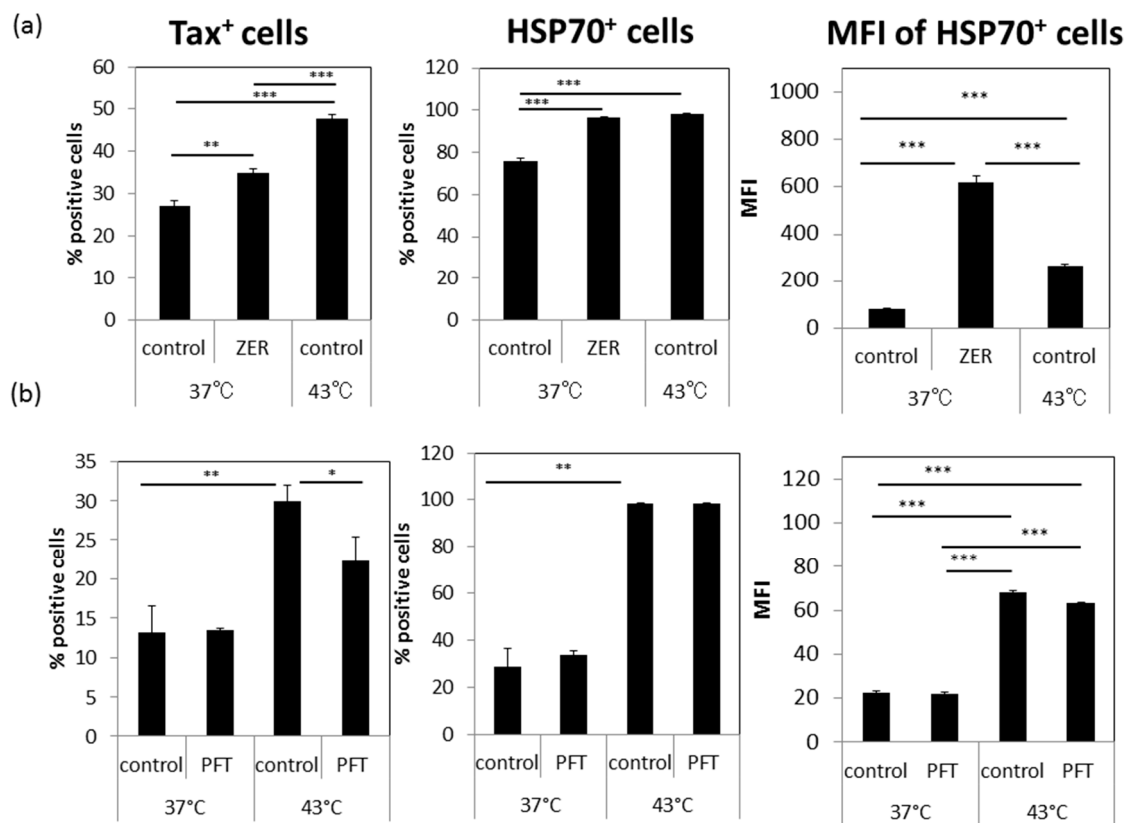 (a)
Tax⁺ cells
HSP70⁺ cells
MFI of HSP70⁺ cells
% positive cells
60
50
40
30
20
10
0
***
***
**
control ZER control
37℃ 43℃
% positive cells
120
100
80
60
40
20
0
***
***
control ZER control
37℃ 43℃
MFI
1000
800
600
400
200
0
***
*** ***
control ZER control
37℃ 43℃
(b)
% positive cells
35
30
25
20
15
10
5
0
** *
control PFT control PFT
37°C 43°C
% positive cells
120
100
80
60
40
20
0
**
control PFT control PFT
37°C 43°C
MFI
120
100
80
60
40
20
0
***
***
***
***
control PFT control PFT
37°C 43°C